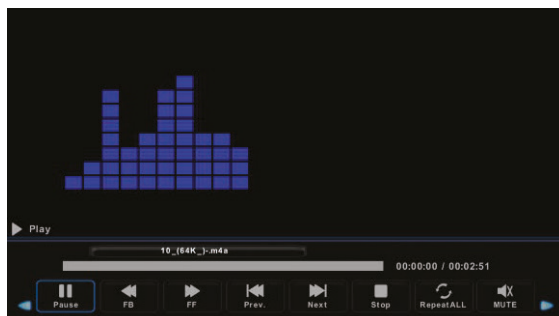 Play
10_(64K_)-.m4a
00:00:00 / 00:02:51
Pause FB FF Prev. Next Stop RepeatALL MUTE